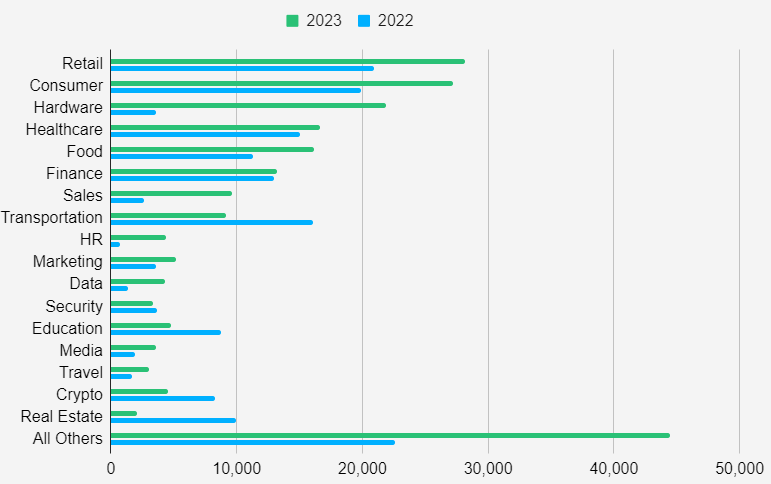 2023 2022
Retail
Consumer
Hardware
Healthcare
Food
Finance
Sales
Transportation
HR
Marketing
Data
Security
Education
Media
Travel
Crypto
Real Estate
All Others
0 10,000 20,000 30,000 40,000 50,000